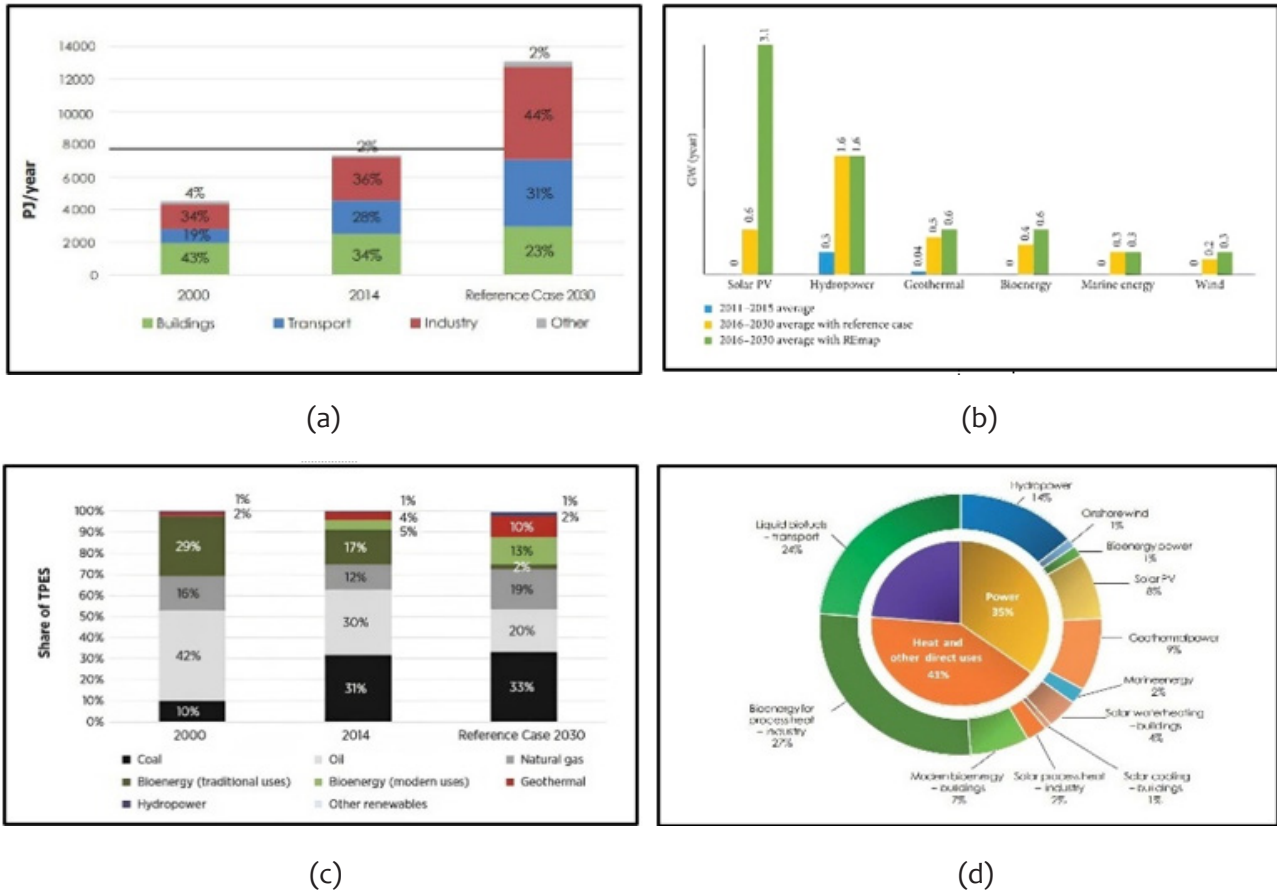 14000
2000
10000
8000
6000
4000
2000
0
PJ/year
4%
34%
19%
43%
2%
36%
28%
34%
2%
44%
31%
23%
2000
2014
Reference Case 2030
Buildings
Transport
Industry
Other
(a)
GW (year)
0
0.6
3.1
0.3
1.6
1.6
0.04
0.5
0.6
0
0.4
0.6
0
0.3
0.3
0
0.2
0.3
Solar PV
Hydropower
Geothermal
Bioenergy
Marine energy
Wind
2011–2015 average
2016–2030 average with reference case
2016–2030 average with REmap
(b)
Share of TPES
100%
90%
80%
70%
60%
50%
40%
30%
20%
10%
0%
1%
2%
29%
16%
42%
10%
1%
4%
5%
17%
12%
30%
31%
1%
2%
10%
13%
2%
19%
20%
33%
2000
2014
Reference Case 2030
Coal
Oil
Natural gas
Bioenergy (traditional uses)
Bioenergy (modern uses)
Geothermal
Hydropower
Other renewables
(c)
Hydropower
14%
Onshore wind
1%
Bioenergy power
1%
Solar PV
8%
Geothermal power
9%
Marine energy
2%
Solar water heating –
buildings
4%
Solar cooling
– buildings
1%
Solar process heat
– industry
2%
Modern bioenergy
– buildings
7%
Bioenergy for
process heat
– industry
27%
Liquid biofuels
– transport
24%
Power
35%
Heat and
other direct uses
41%
(d)